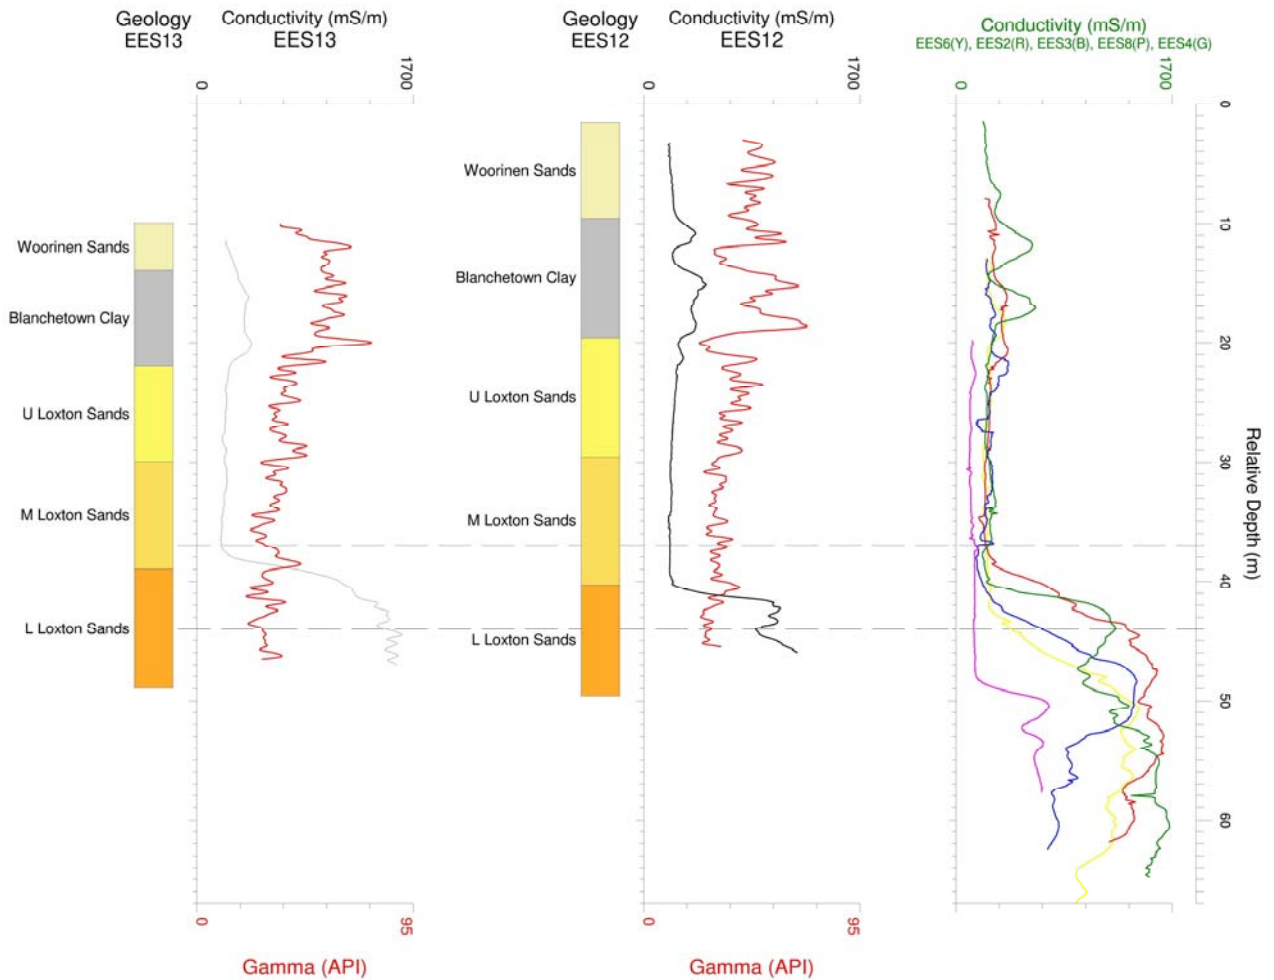 Geology
EES13
Conductivity (mS/m)
EES13
0
1700
Woorinen Sands
Blanchetown Clay
U Loxton Sands
M Loxton Sands
L Loxton Sands
0
95
Gamma (API)
Geology
EES12
Conductivity (mS/m)
EES12
0
1700
Woorinen Sands
Blanchetown Clay
U Loxton Sands
M Loxton Sands
L Loxton Sands
0
95
Gamma (API)
Conductivity (mS/m)
EES6(Y), EES2(R), EES3(B), EES8(P), EES4(G)
0
1700
0
10
20
30
40
50
60
Relative Depth (m)